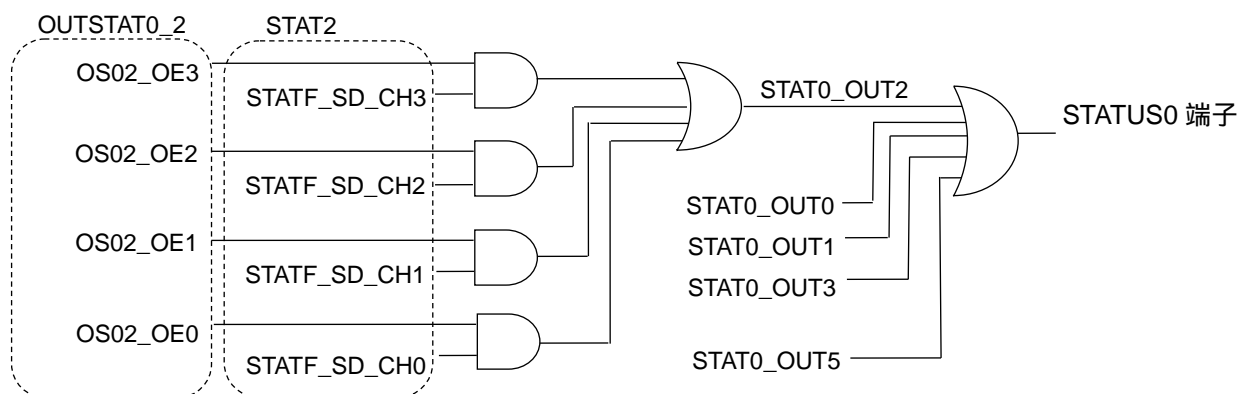 OUTSTAT0_2
STAT2
OS02_OE3
STATF_SD_CH3
OS02_OE2
STATF_SD_CH2
OS02_OE1
STATF_SD_CH1
OS02_OE0
STATF_SD_CH0
STAT0_OUT2
STAT0_OUT0
STAT0_OUT1
STAT0_OUT3
STAT0_OUT5
STATUS0 端子